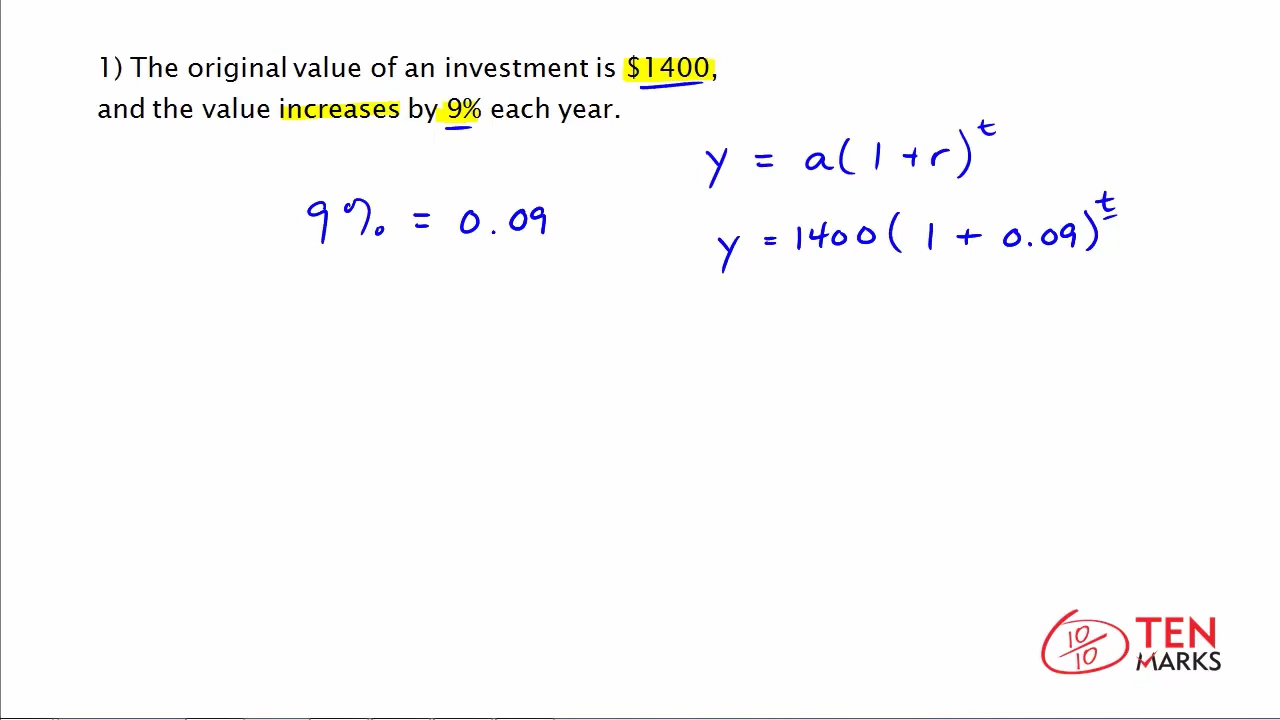 1) The original value of an investment is $1400,
and the value increases by 9% each year.
y = a(1+r)^t
9% = 0.09
y = 1400(1 + 0.09)^t
10/10
TEN
MARKS